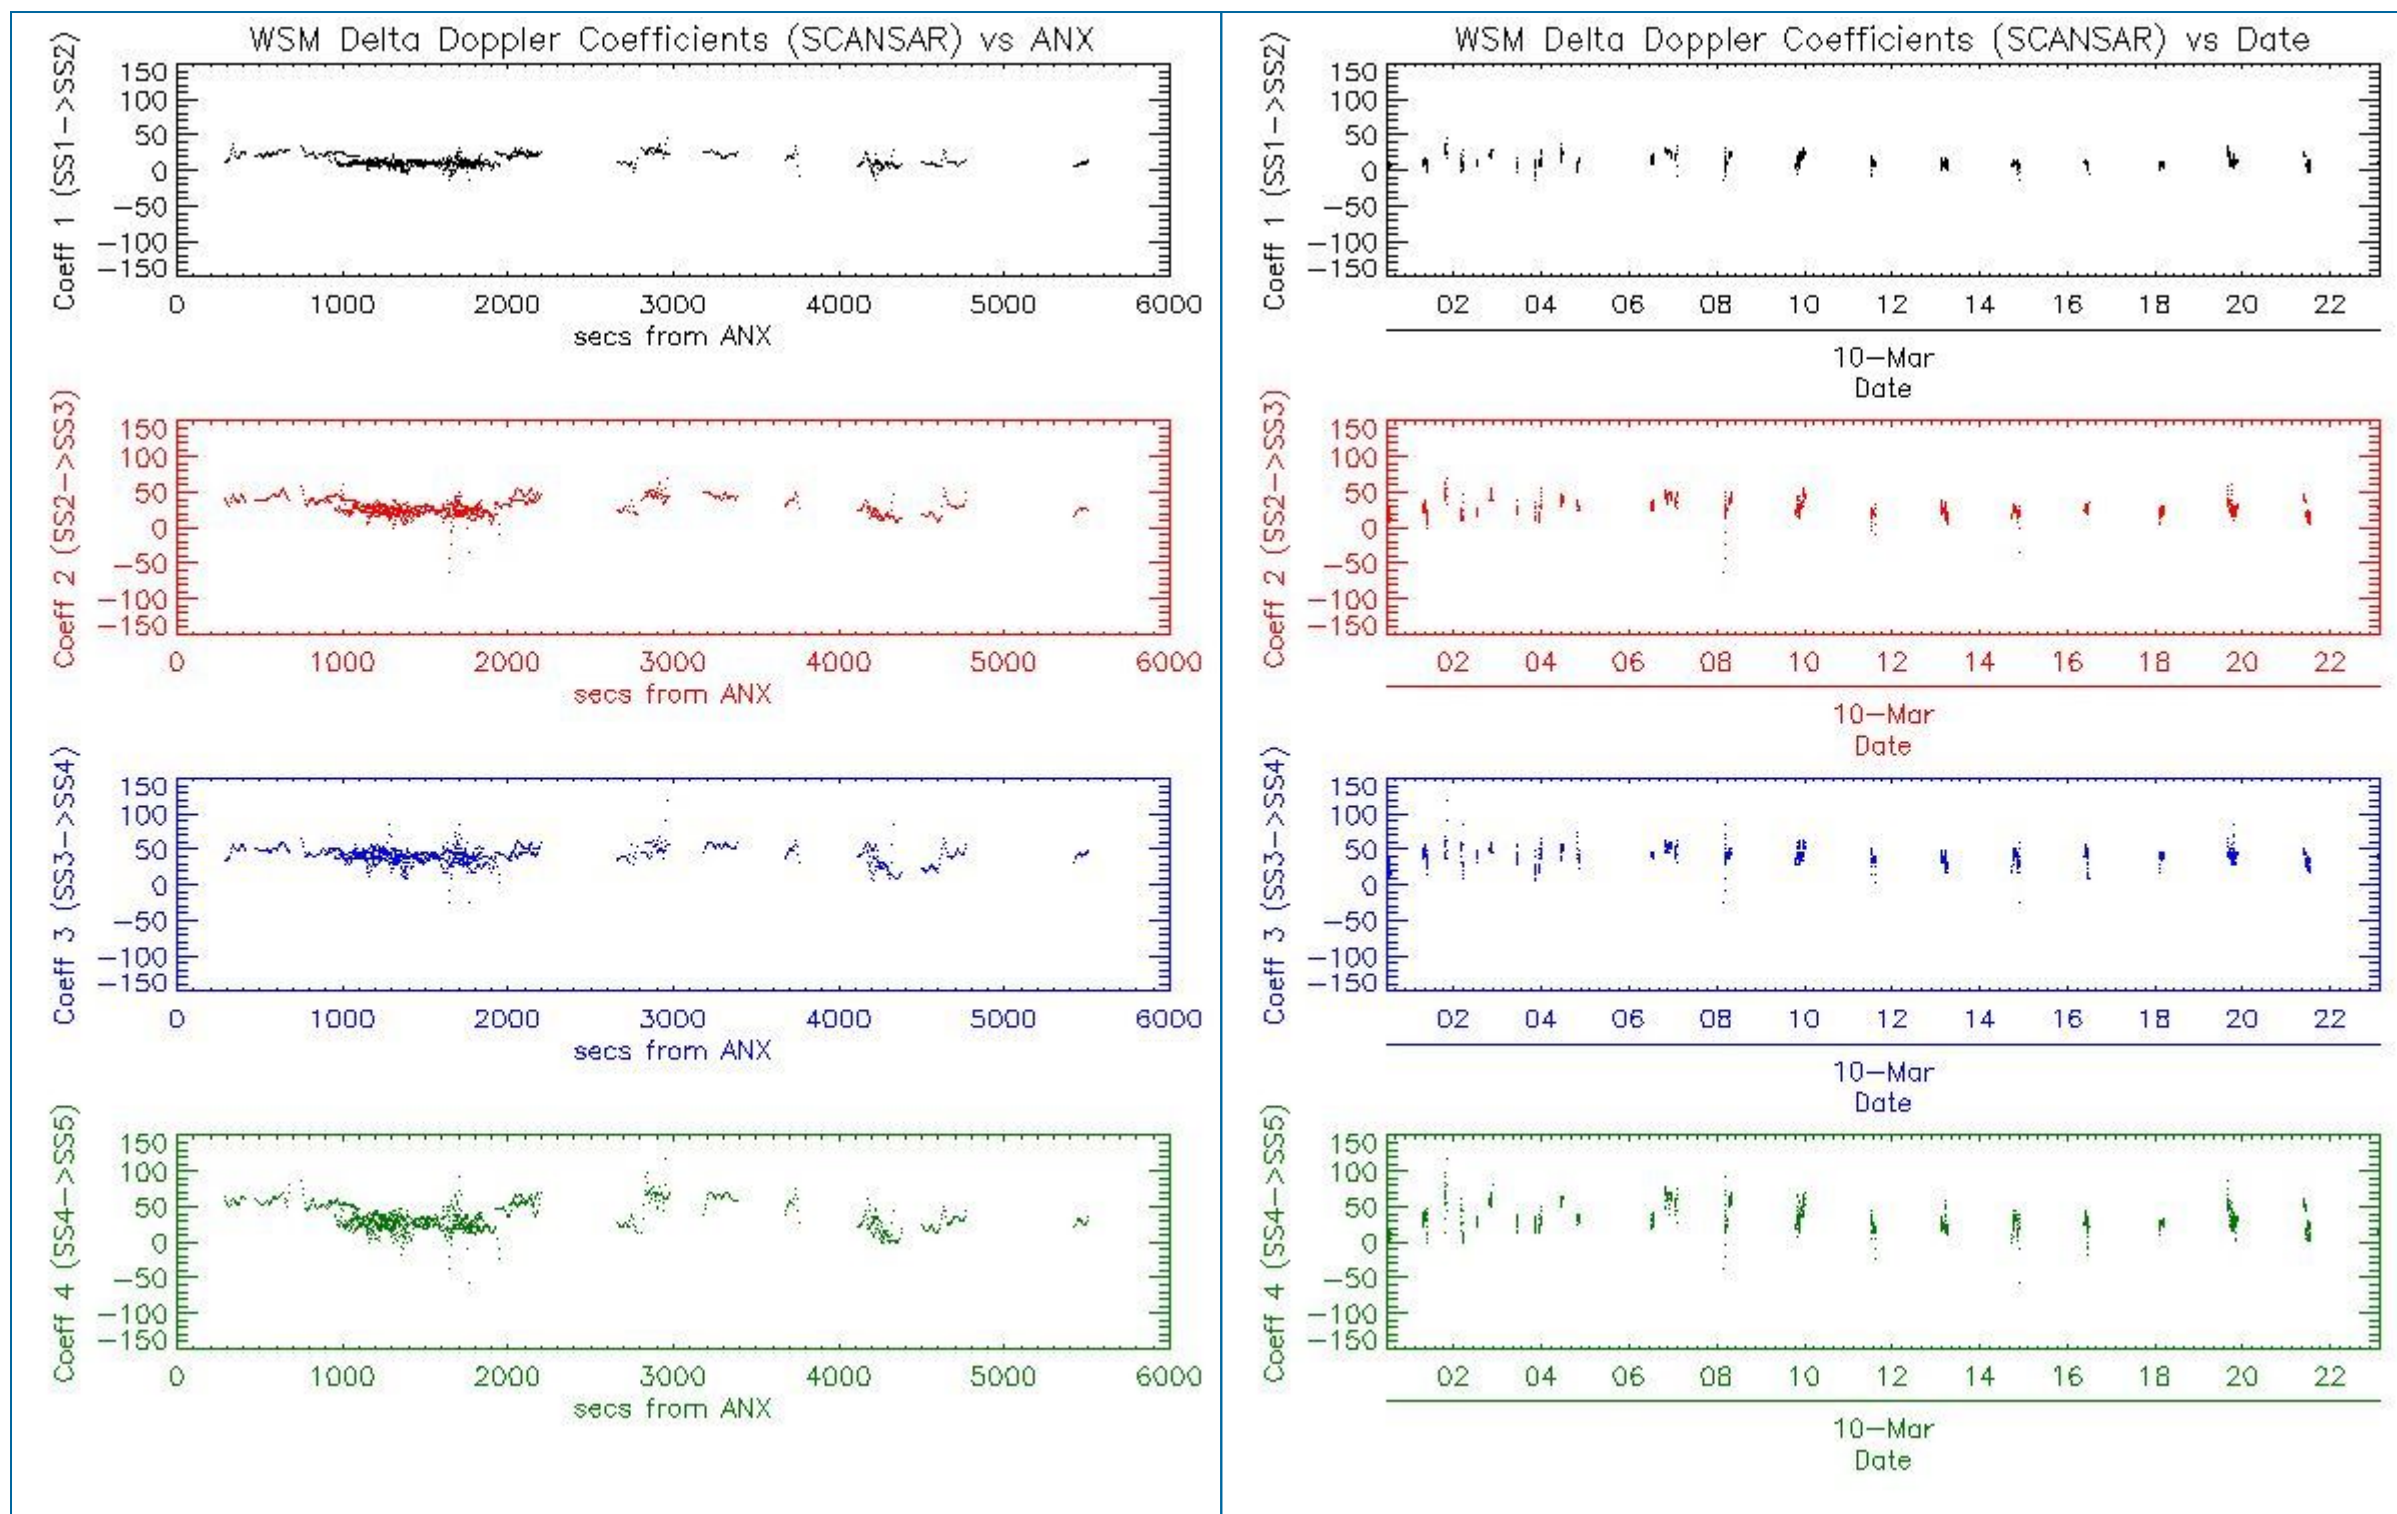 WSM Delta Doppler Coefficients (SCANSAR) vs ANX
Coeff 1 (SS1->SS2)
150
100
50
0
-50
-100
-150
0 1000 2000 3000 4000 5000 6000
secs from ANX
Coeff 2 (SS2->SS3)
150
100
50
0
-50
-100
-150
0 1000 2000 3000 4000 5000 6000
secs from ANX
Coeff 3 (SS3->SS4)
150
100
50
0
-50
-100
-150
0 1000 2000 3000 4000 5000 6000
secs from ANX
Coeff 4 (SS4->SS5)
150
100
50
0
-50
-100
-150
0 1000 2000 3000 4000 5000 6000
secs from ANX
WSM Delta Doppler Coefficients (SCANSAR) vs Date
Coeff 1 (SS1->SS2)
150
100
50
0
-50
-100
-150
02 04 06 08 10 12 14 16 18 20 22
10-Mar
Date
Coeff 2 (SS2->SS3)
150
100
50
0
-50
-100
-150
02 04 06 08 10 12 14 16 18 20 22
10-Mar
Date
Coeff 3 (SS3->SS4)
150
100
50
0
-50
-100
-150
02 04 06 08 10 12 14 16 18 20 22
10-Mar
Date
Coeff 4 (SS4->SS5)
150
100
50
0
-50
-100
-150
02 04 06 08 10 12 14 16 18 20 22
10-Mar
Date